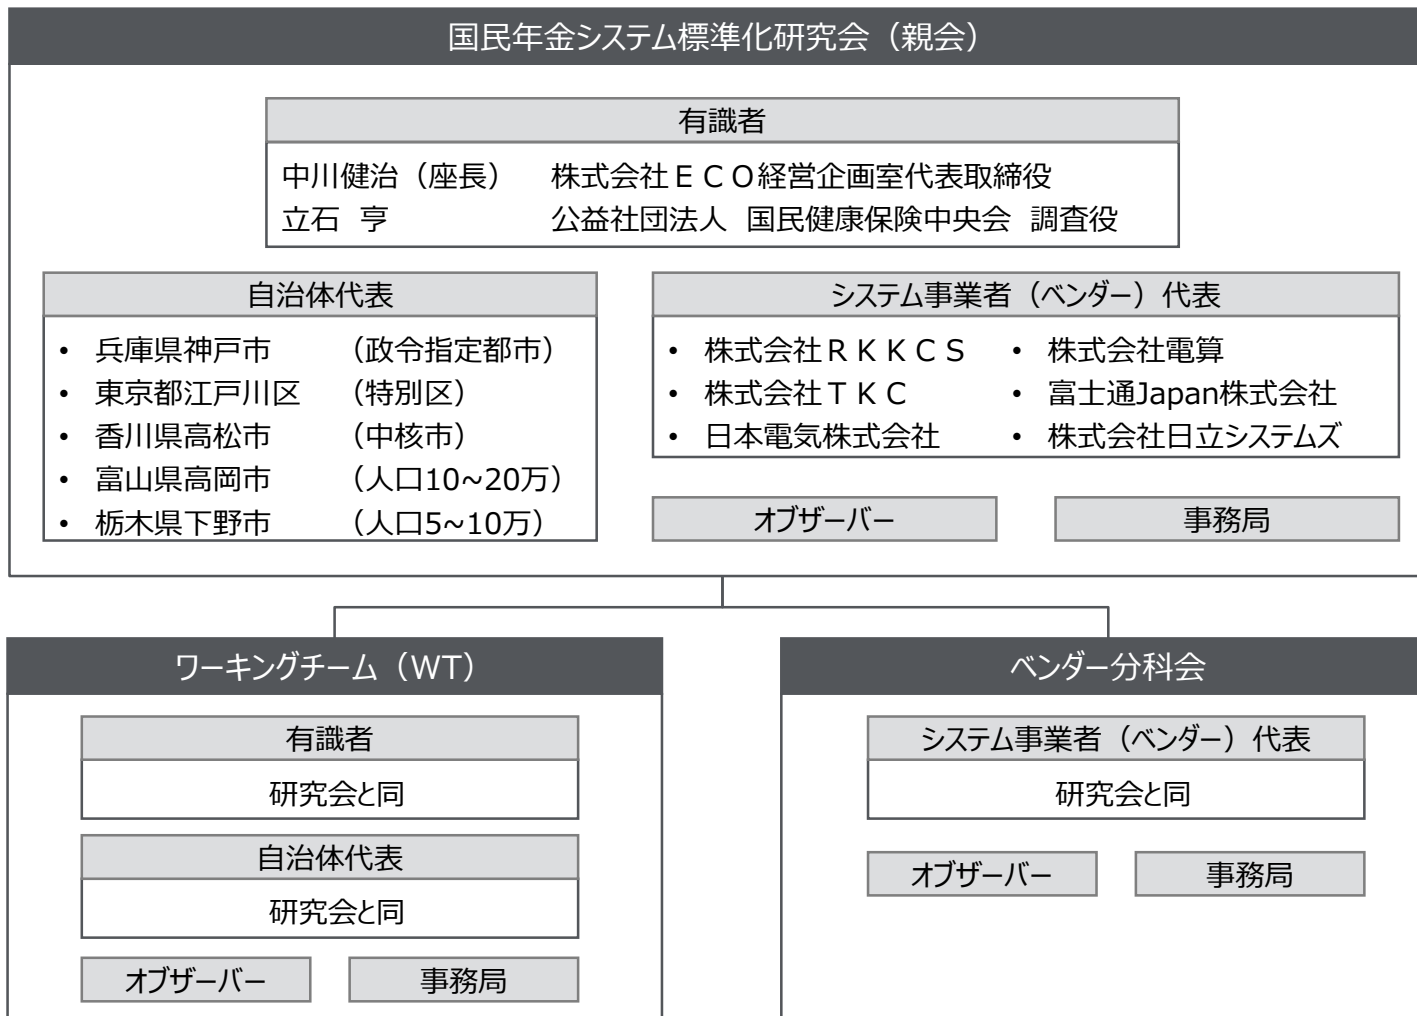 国民年金システム標準化研究会（親会）
有識者
中川健治（座長）　株式会社ＥＣＯ経営企画室代表取締役
立石 亨　公益社団法人 国民健康保険中央会 調査役
自治体代表
• 兵庫県神戸市　（政令指定都市）
• 東京都江戸川区　（特別区）
• 香川県高松市　（中核市）
• 富山県高岡市　（人口10~20万）
• 栃木県下野市　（人口5~10万）
システム事業者（ベンダー）代表
• 株式会社ＲＫＫＣＳ　• 株式会社電算
• 株式会社ＴＫＣ　• 富士通Japan株式会社
• 日本電気株式会社　• 株式会社日立システムズ
オブザーバー　事務局
ワーキングチーム（WT）
有識者
研究会と同
自治体代表
研究会と同
オブザーバー　事務局
ベンダー分科会
システム事業者（ベンダー）代表
研究会と同
オブザーバー　事務局